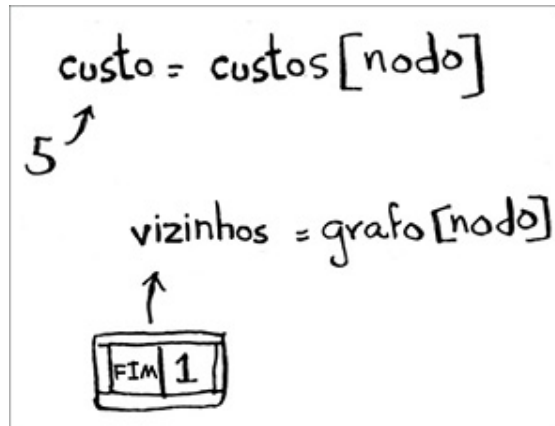 custo = custos[nodo]
5
vizinhos = grafo[nodo]
FIM 1